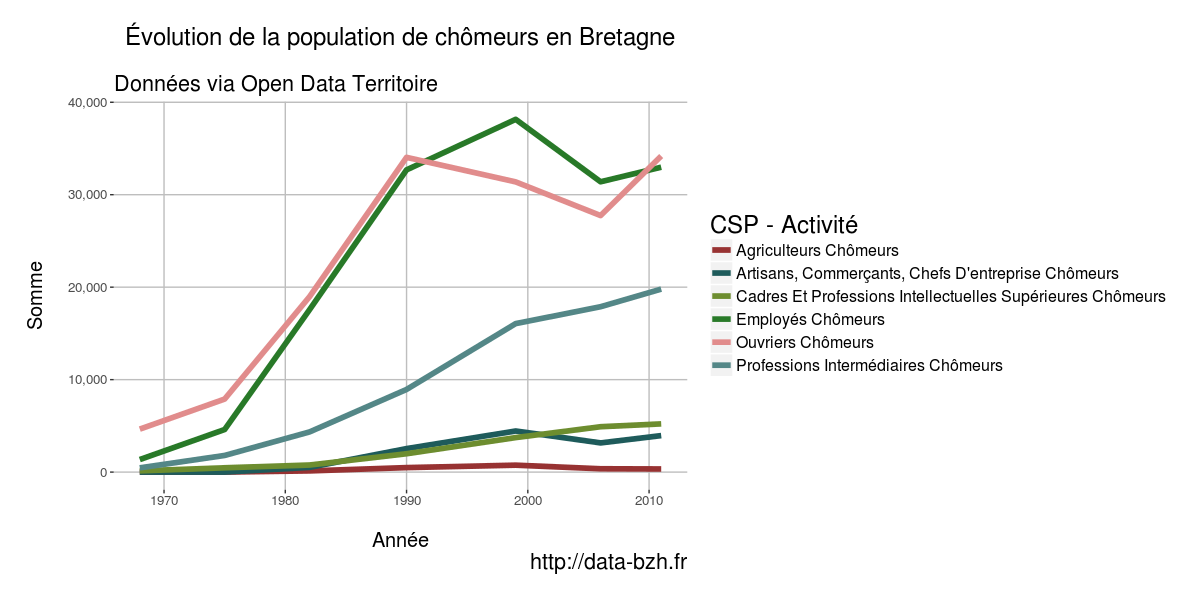 Évolution de la population de chômeurs en Bretagne
Données via Open Data Territoire
40,000
30,000
20,000
10,000
0
Somme
1970 1980 1990 2000 2010
Année
http://data-bzh.fr
CSP - Activité
Agriculteurs Chômeurs
Artisans, Commerçants, Chefs D'entreprise Chômeurs
Cadres Et Professions Intellectuelles Supérieures Chômeurs
Employés Chômeurs
Ouvriers Chômeurs
Professions Intermédiaires Chômeurs